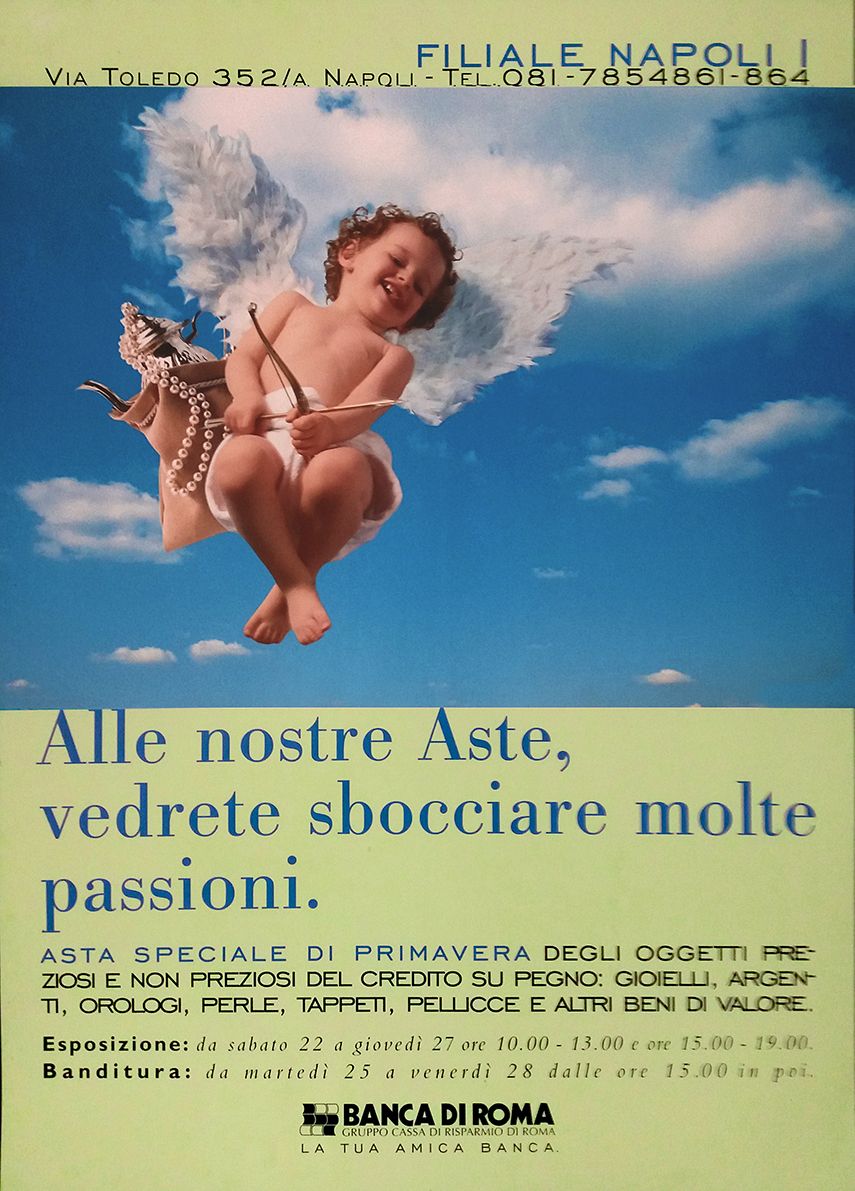 FILIALE NAPOLI 1
VIA TOLEDO 352/A NAPOLI - TEL. 081-7854861-864
Alle nostre Aste,
vedrete sbocciare molte
passioni.
ASTA SPECIALE DI PRIMAVERA DEGLI OGGETTI PRE-
ZIOSI E NON PREZIOSI DEL CREDITO SU PEGNO: GIOIELLI, ARGEN-
TI, OROLOGI, PERLE, TAPPETI, PELLICCE E ALTRI BENI DI VALORE.
Esposizione: da sabato 22 a giovedì 27 ore 10.00 - 13.00 e ore 15.00 - 19.00.
Banditura: da martedì 25 a venerdì 28 dalle ore 15.00 in poi.
BANCA DI ROMA
GRUPPO CASSA DI RISPARMIO DI ROMA
LA TUA AMICA BANCA.